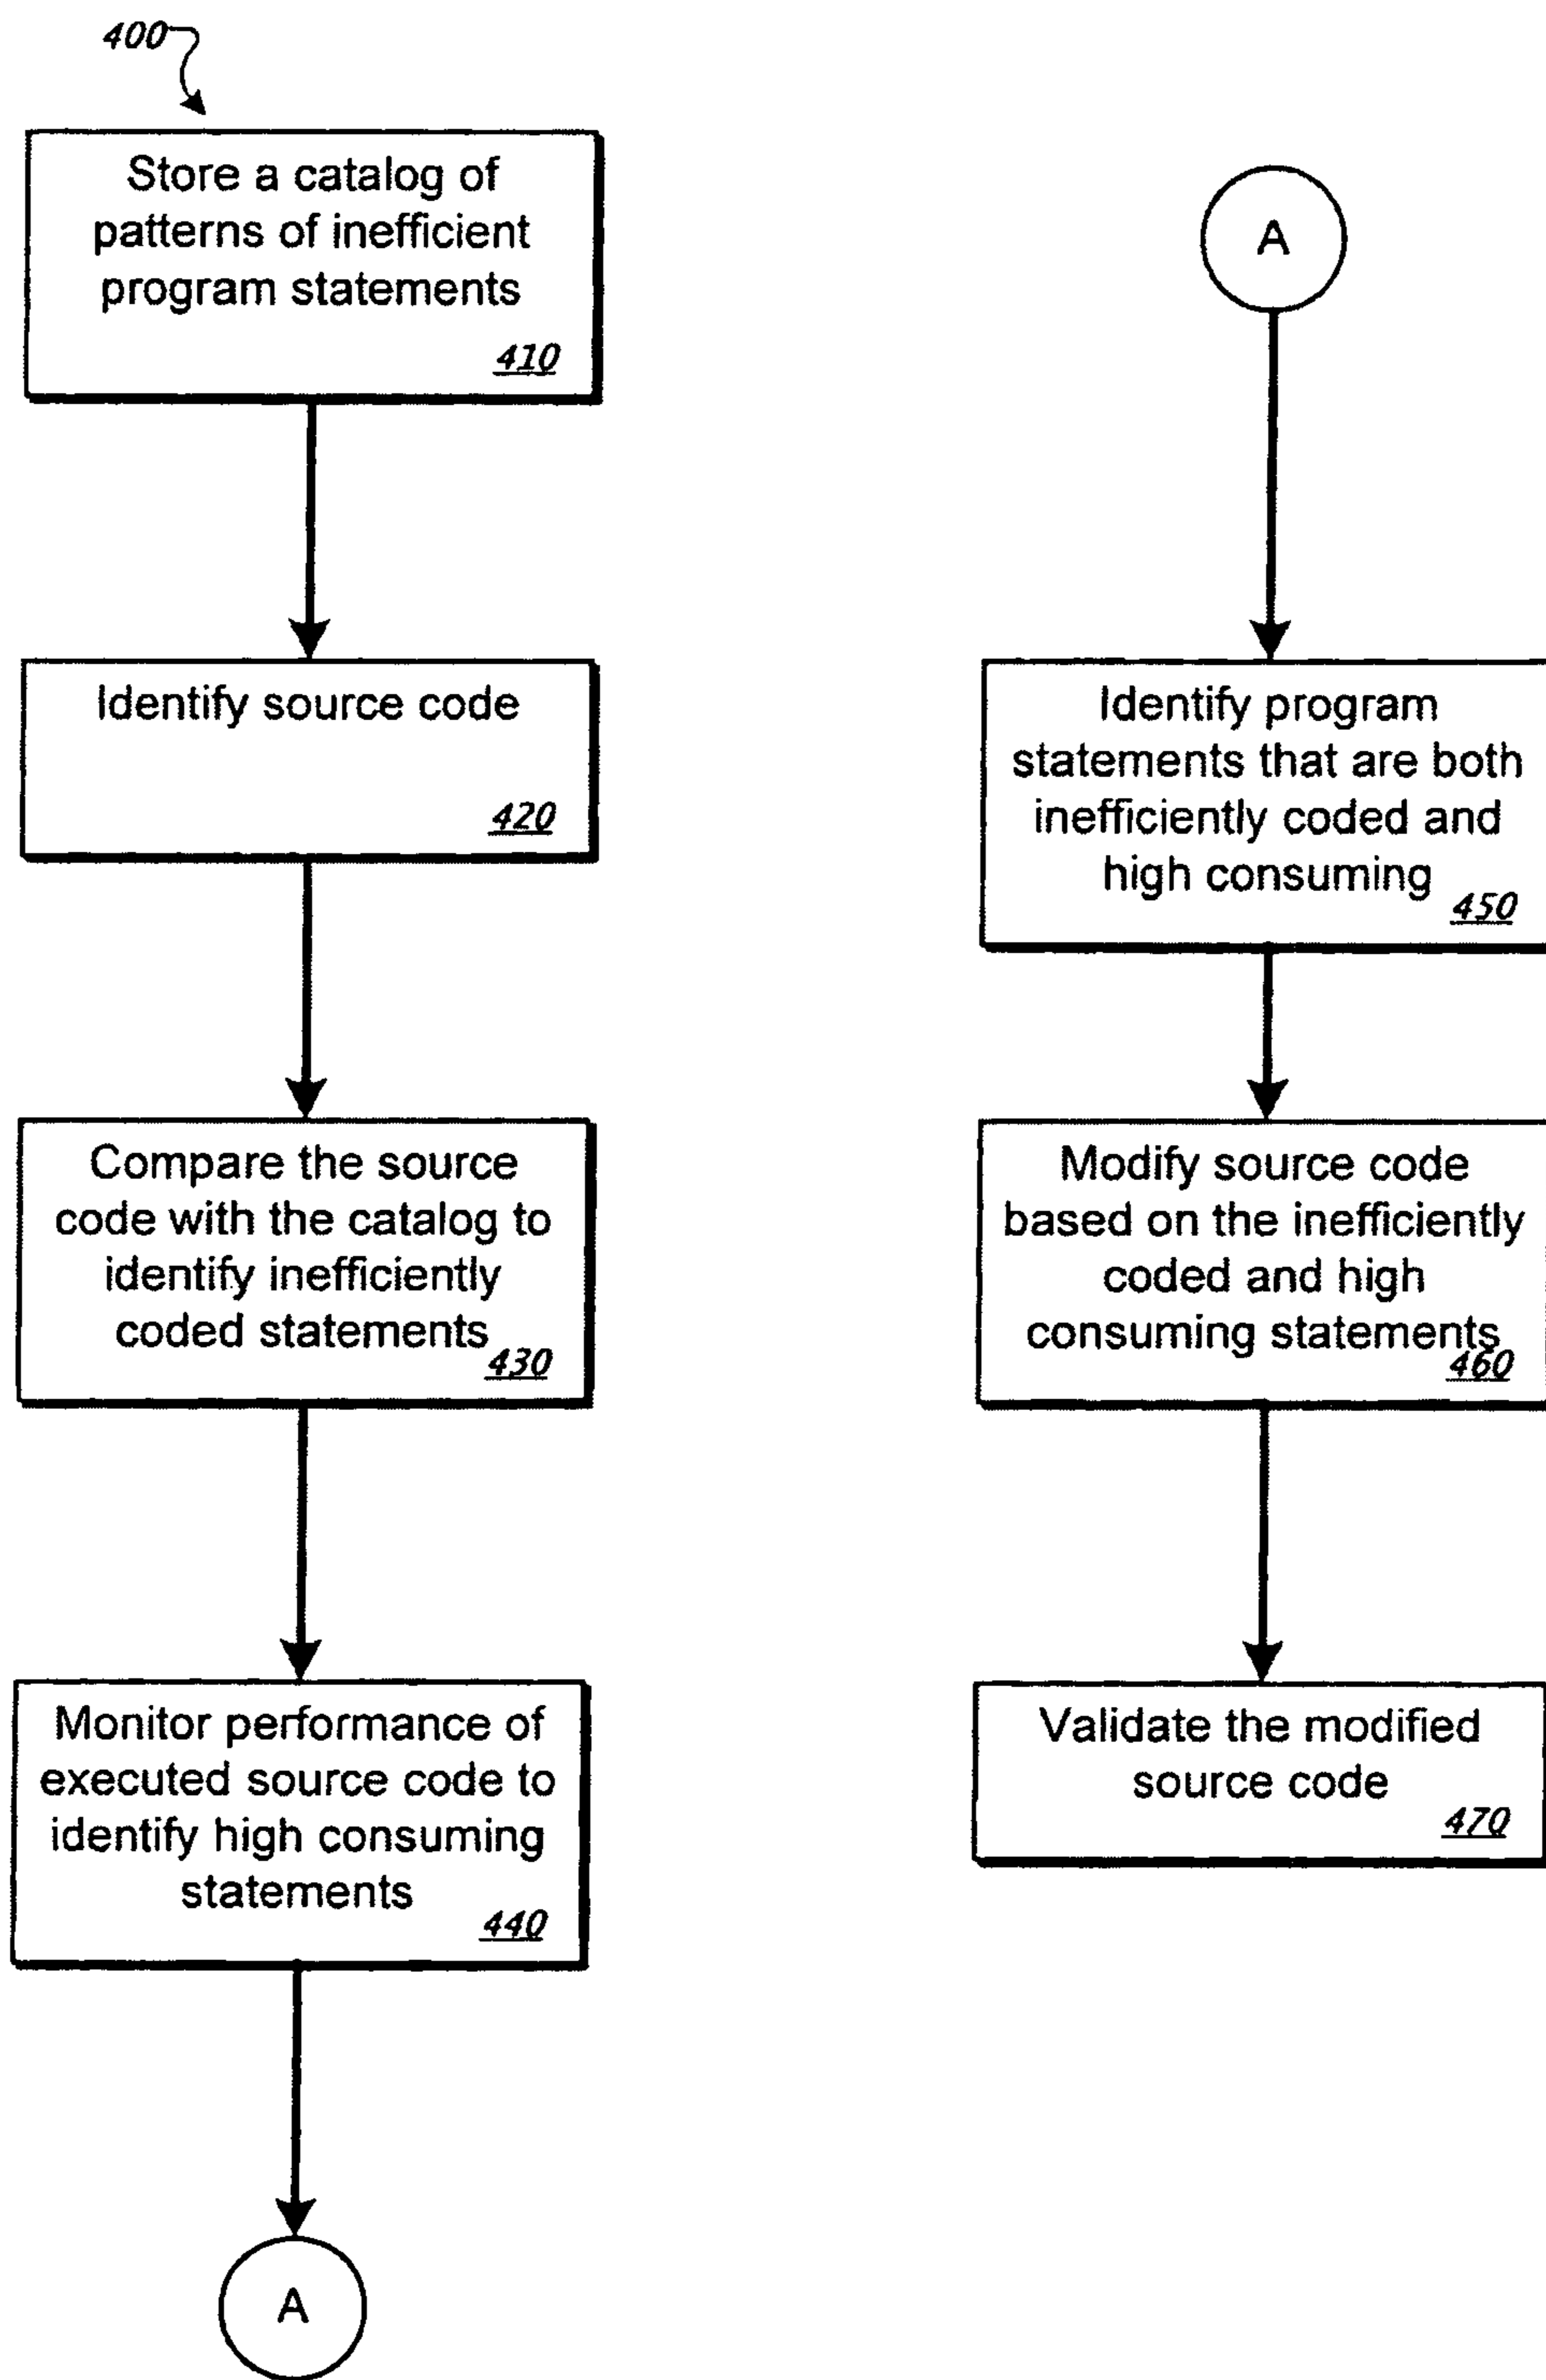 400
Store a catalog of
patterns of inefficient
program statements
410
Identify source code
420
Compare the source
code with the catalog to
identify inefficiently
coded statements
430
Monitor performance of
executed source code to
identify high consuming
statements
440
A
A
Identify program
statements that are both
inefficiently coded and
high consuming
450
Modify source code
based on the inefficiently
coded and high
consuming statements
460
Validate the modified
source code
470